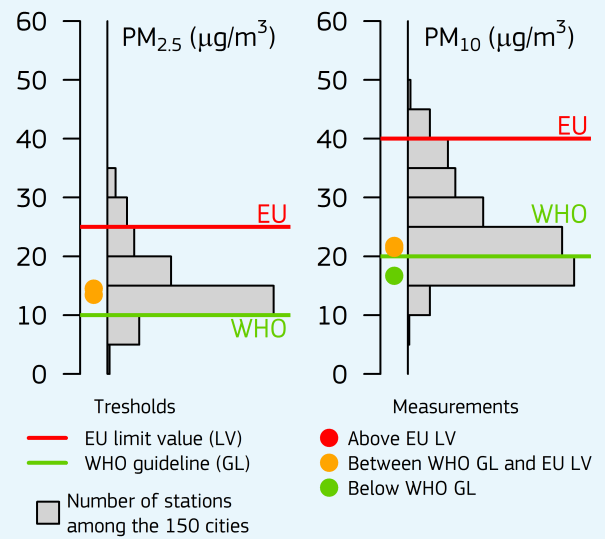 PM2.5 (μg/m³)
60
50
40
30
20
10
0
EU
WHO
PM10 (μg/m³)
60
50
40
30
20
10
0
EU
WHO
Tresholds
EU limit value (LV)
WHO guideline (GL)
Number of stations
among the 150 cities
Measurements
Above EU LV
Between WHO GL and EU LV
Below WHO GL